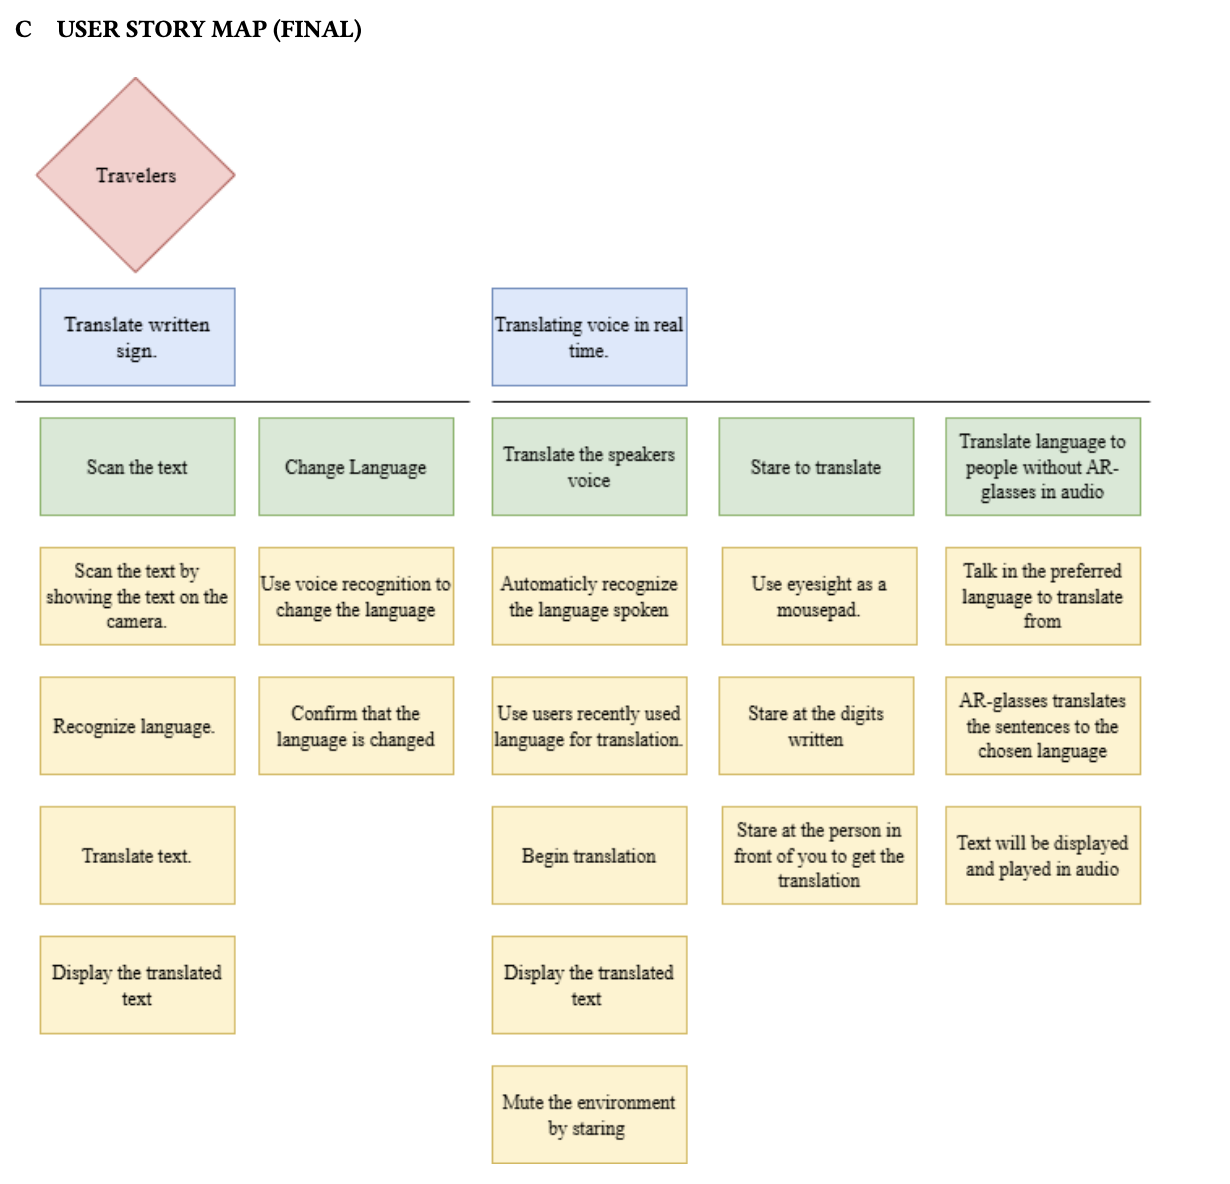 C USER STORY MAP (FINAL)
Travelers
Translate written
sign.
Translating voice in real
time.
Scan the text
Change Language
Translate the speakers
voice
Stare to translate
Translate language to
people without AR-
glasses in audio
Scan the text by
showing the text on the
camera.
Use voice recognition to
change the language
Automaticly recognize
the language spoken
Use eyesight as a
mousepad.
Talk in the preferred
language to translate
from
Recognize language.
Confirm that the
language is changed
Use users recently used
language for translation.
Stare at the digits
written
AR-glasses translates
the sentences to the
chosen language
Translate text.
Begin translation
Stare at the person in
front of you to get the
translation
Text will be displayed
and played in audio
Display the translated
text
Display the translated
text
Mute the environment
by staring